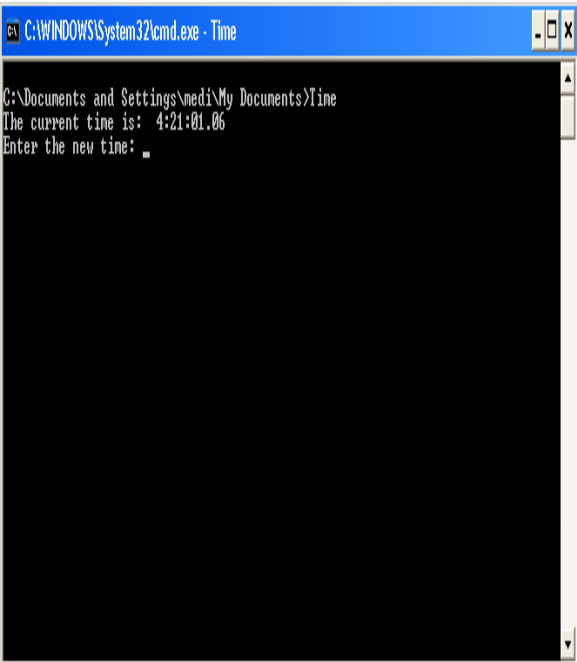 C:\WINDOWS\System32\cmd.exe - Time
C:\Documents and Settings\medi\My Documents>Time
The current time is:  4:21:01.06
Enter the new time: _